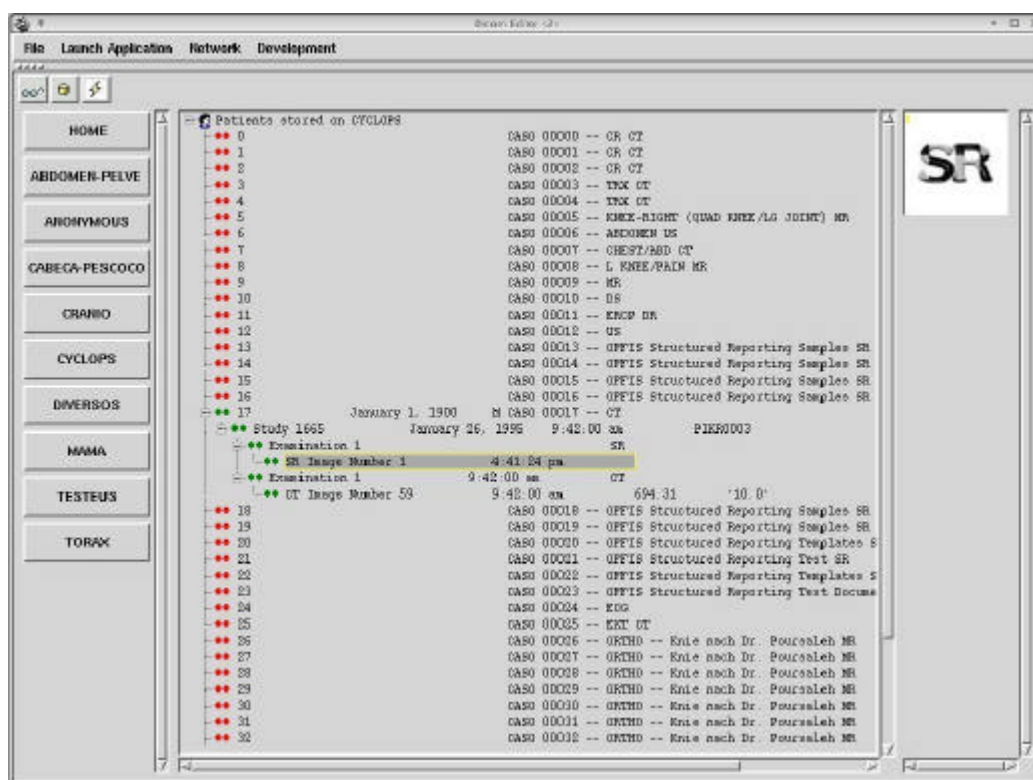 Dicom Editor <2>
File Launch Application Network Development
HOME
ABDOMEN-PELVE
ANONYMOUS
CABECA-PESCOCO
CRANIO
CYCLOPS
DIVERSOS
MAMA
TESTEUS
TORAX
Patients stored on CYCLOPS
0 CASO 00000 -- CR CT
1 CASO 00001 -- CR CT
2 CASO 00002 -- CR CT
3 CASO 00003 -- TRX CT
4 CASO 00004 -- TRX CT
5 CASO 00005 -- KNEE-RIGHT (QUAD KNEE/LG JOINT) MR
6 CASO 00006 -- ABDOMEN US
7 CASO 00007 -- CHEST/ABD CT
8 CASO 00008 -- L KNEE/PAIN MR
9 CASO 00009 -- MR
10 CASO 00010 -- DS
11 CASO 00011 -- DR
12 CASO 00012 -- US
13 CASO 00013 -- OFFIS Structured Reporting Samples SR
14 CASO 00014 -- OFFIS Structured Reporting Samples SR
15 CASO 00015 -- OFFIS Structured Reporting Samples SR
16 CASO 00016 -- OFFIS Structured Reporting Samples SR
17 January 1, 1900 M CASO 00017 -- CT
Study 1665 January 26, 1995 9:42:00 am PIKR0003
Examination 1 SR
SR Image Number 1 4:41:24 pm
Examination 1 9:42:00 am CT
CT Image Number 59 9:42:00 am 694.31 '10.0'
18 CASO 00018 -- OFFIS Structured Reporting Samples SR
19 CASO 00019 -- OFFIS Structured Reporting Samples SR
20 CASO 00020 -- OFFIS Structured Reporting Templates S
21 CASO 00021 -- OFFIS Structured Reporting Test SR
22 CASO 00022 -- OFFIS Structured Reporting Templates S
23 CASO 00023 -- OFFIS Structured Reporting Test Docume
24 CASO 00024 --
25 CASO 00025 -- EXT CT
26 CASO 00026 -- ORTHO -- Knie nach Dr. Poursaleh MR
27 CASO 00027 -- ORTHO -- Knie nach Dr. Poursaleh MR
28 CASO 00028 -- ORTHO -- Knie nach Dr. Poursaleh MR
29 CASO 00029 -- ORTHO -- Knie nach Dr. Poursaleh MR
30 CASO 00030 -- ORTHO -- Knie nach Dr. Poursaleh MR
31 CASO 00031 -- ORTHO -- Knie nach Dr. Poursaleh MR
32 CASO 00032 -- ORTHO -- Knie nach Dr. Poursaleh MR
SR